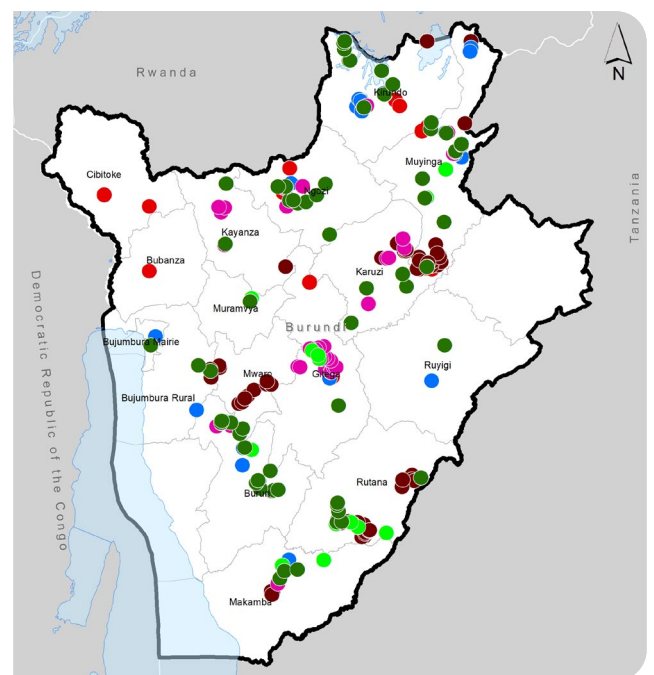 N
Rwanda
Kirundo
Muyinga
Cibitoke
Ngozi
Tanzania
Kayanza
Bubanza
Karuzi
Muramvya
Burundi
Bujumbura Mairie
Democratic Republic of the Congo
Mwaro
Gitega
Ruyigi
Bujumbura Rural
Rutana
Bururi
Makamba